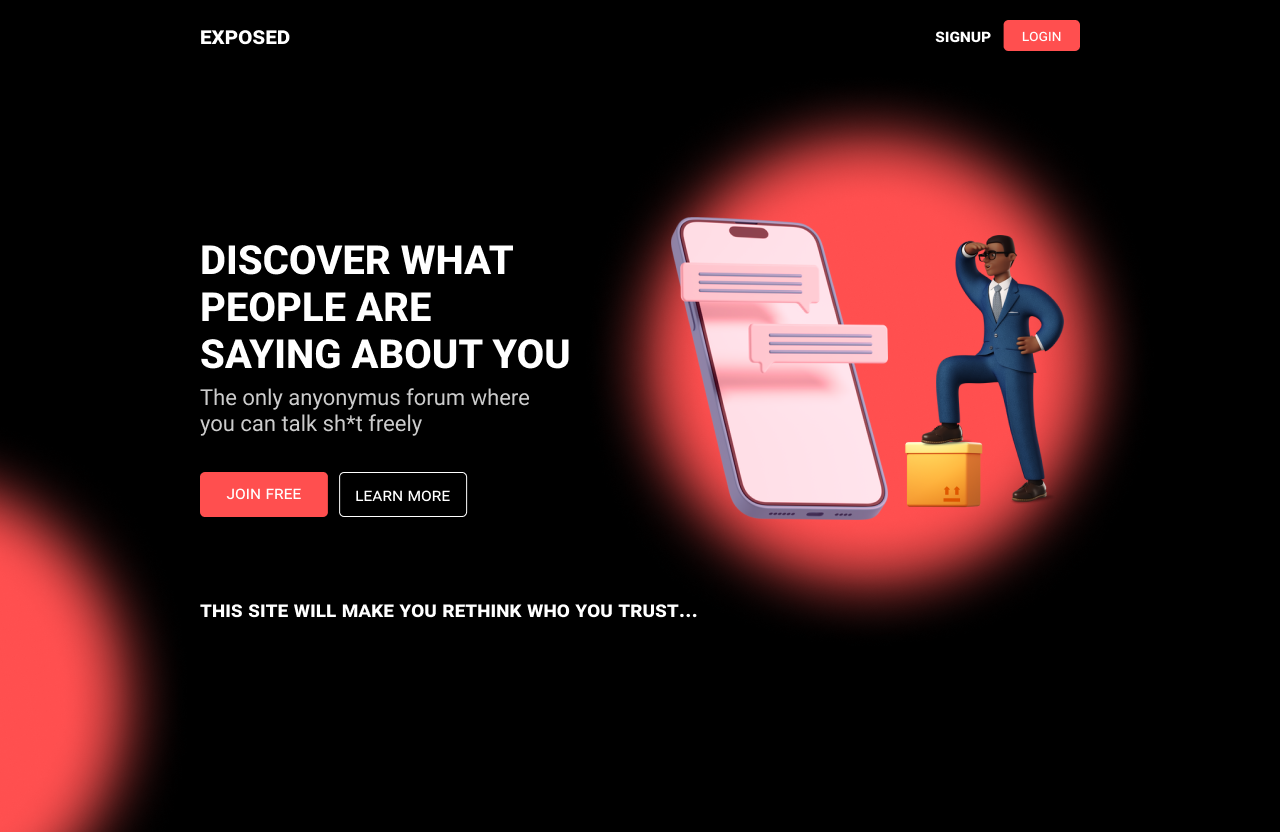 EXPOSED
SIGNUP
LOGIN
DISCOVER WHAT
PEOPLE ARE
SAYING ABOUT YOU
The only anyonymus forum where
you can talk sh*t freely
JOIN FREE
LEARN MORE
THIS SITE WILL MAKE YOU RETHINK WHO YOU TRUST...